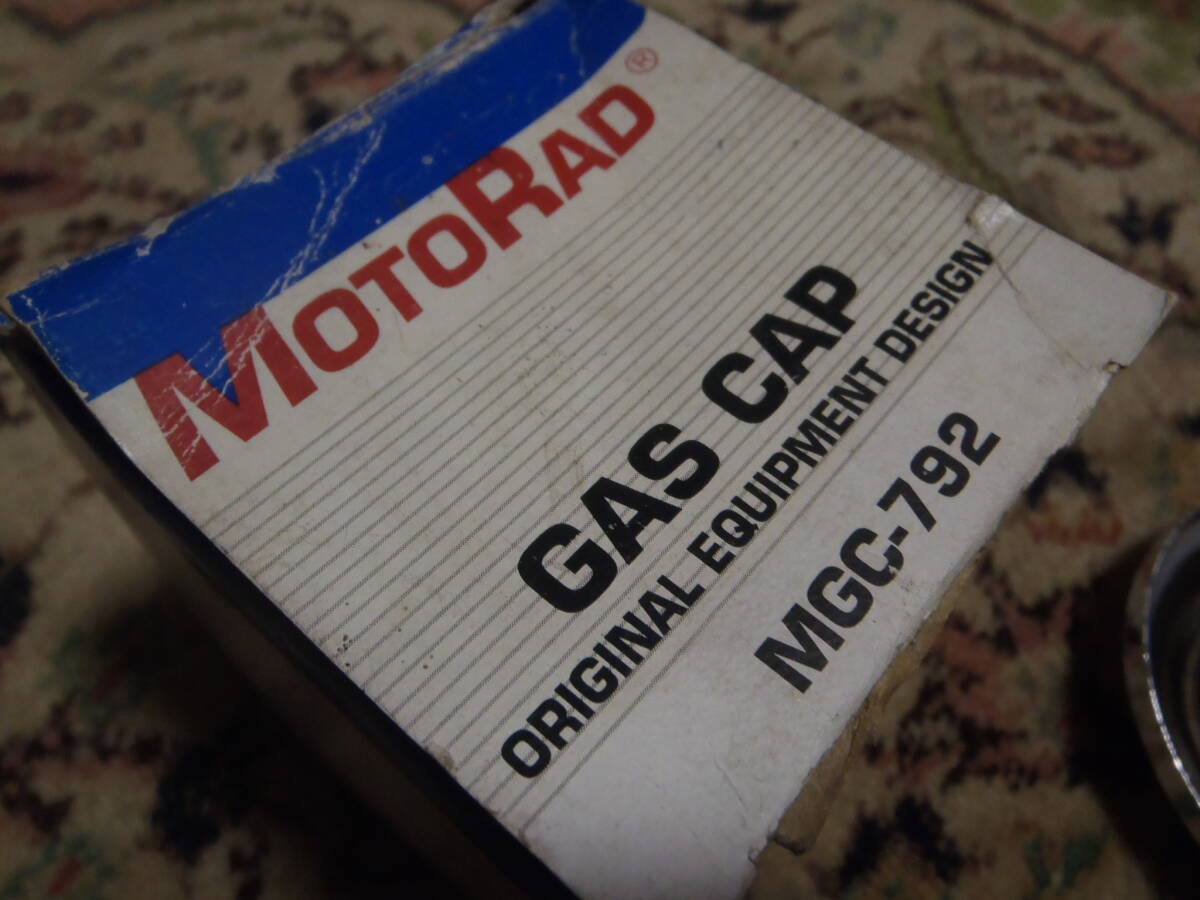 MOTORAD®
GAS CAP
ORIGINAL EQUIPMENT DESIGN
MGC-792